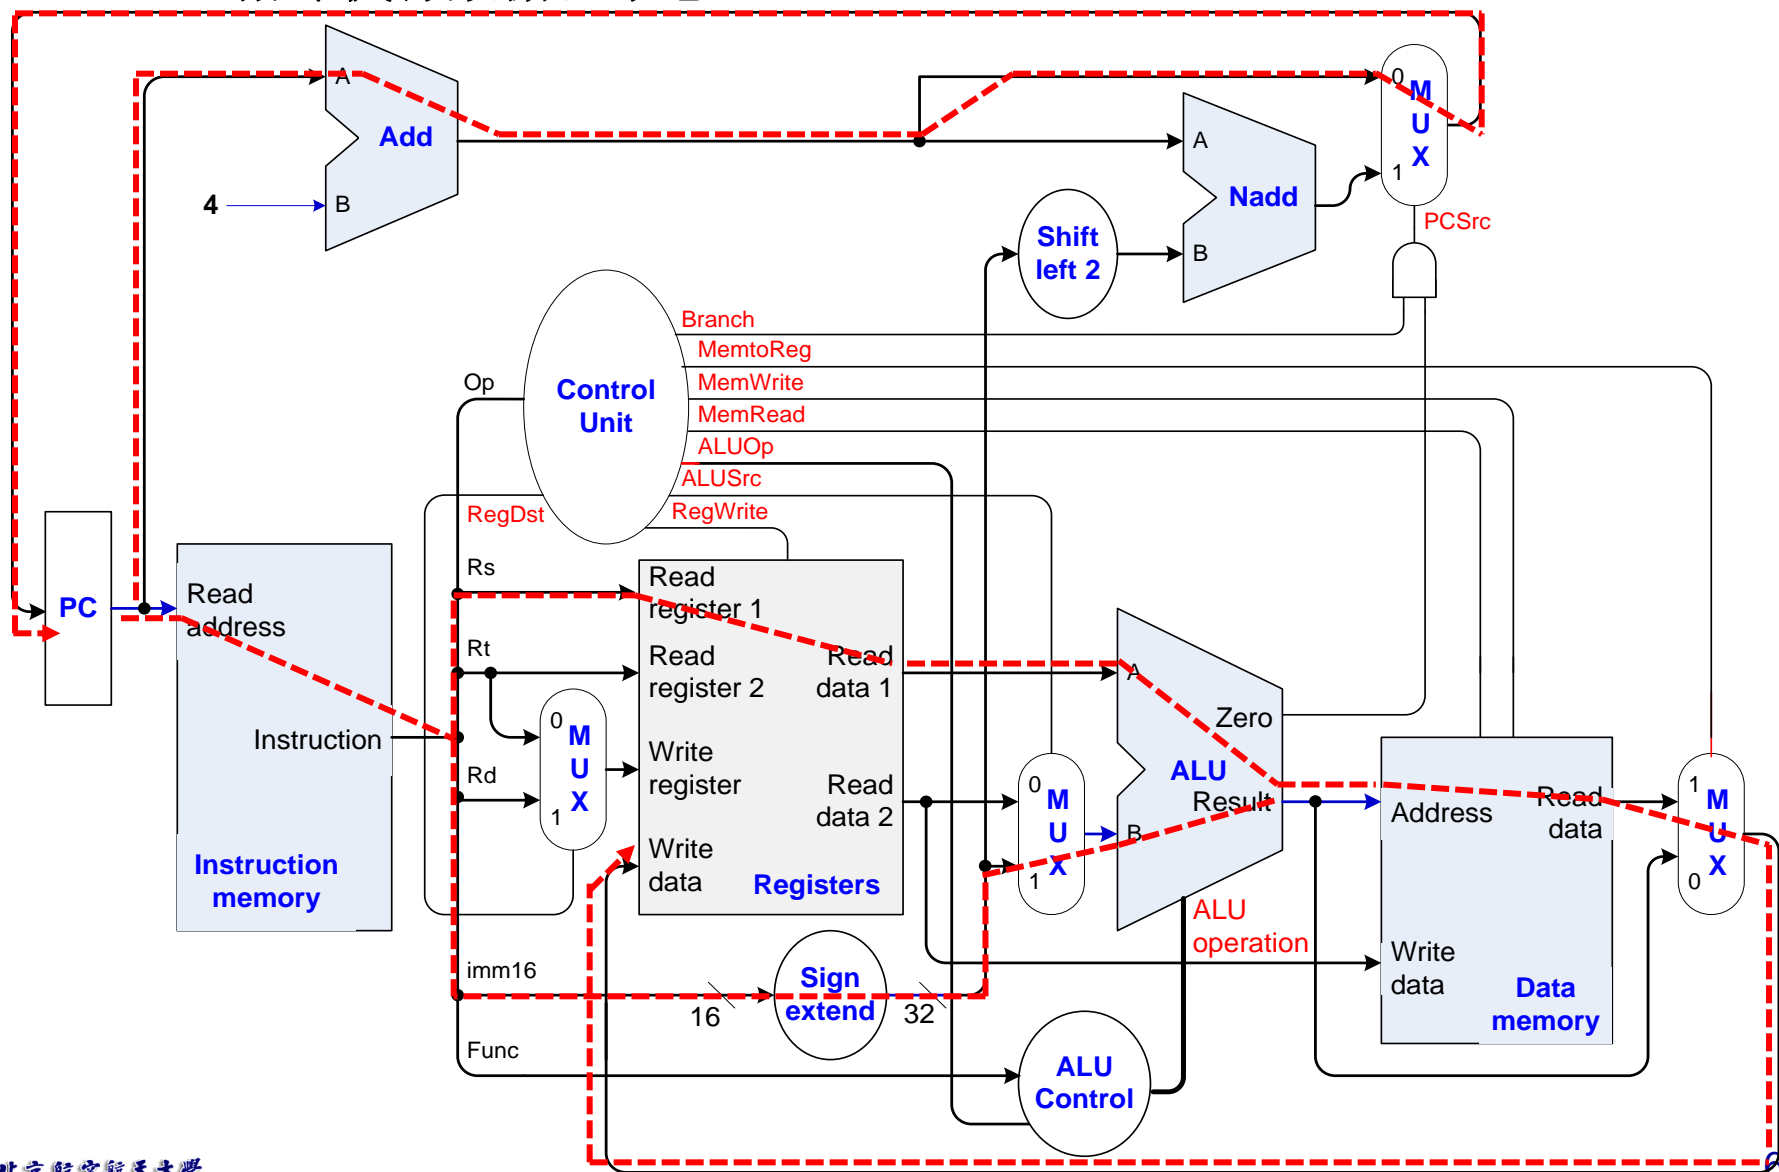 0
M
U
X
1
A
Add
4
B
A
Nadd
B
PCSrc
Shift
left 2
Branch
MemtoReg
MemWrite
MemRead
ALUOp
ALUSrc
RegWrite
RegDst
Op
Control
Unit
PC
Read
address
Instruction
Instruction
memory
Rs
Rt
Rd
imm16
Func
0
M
U
X
1
Read
register 1
Read
register 2
Write
register
Write
data
Read
data 1
Read
data 2
Registers
16
Sign
extend
32
0
M
U
X
1
A
B
Zero
ALU
Result
ALU
operation
ALU
Control
Address
Read
data
Write
data
Data
memory
1
M
U
X
0